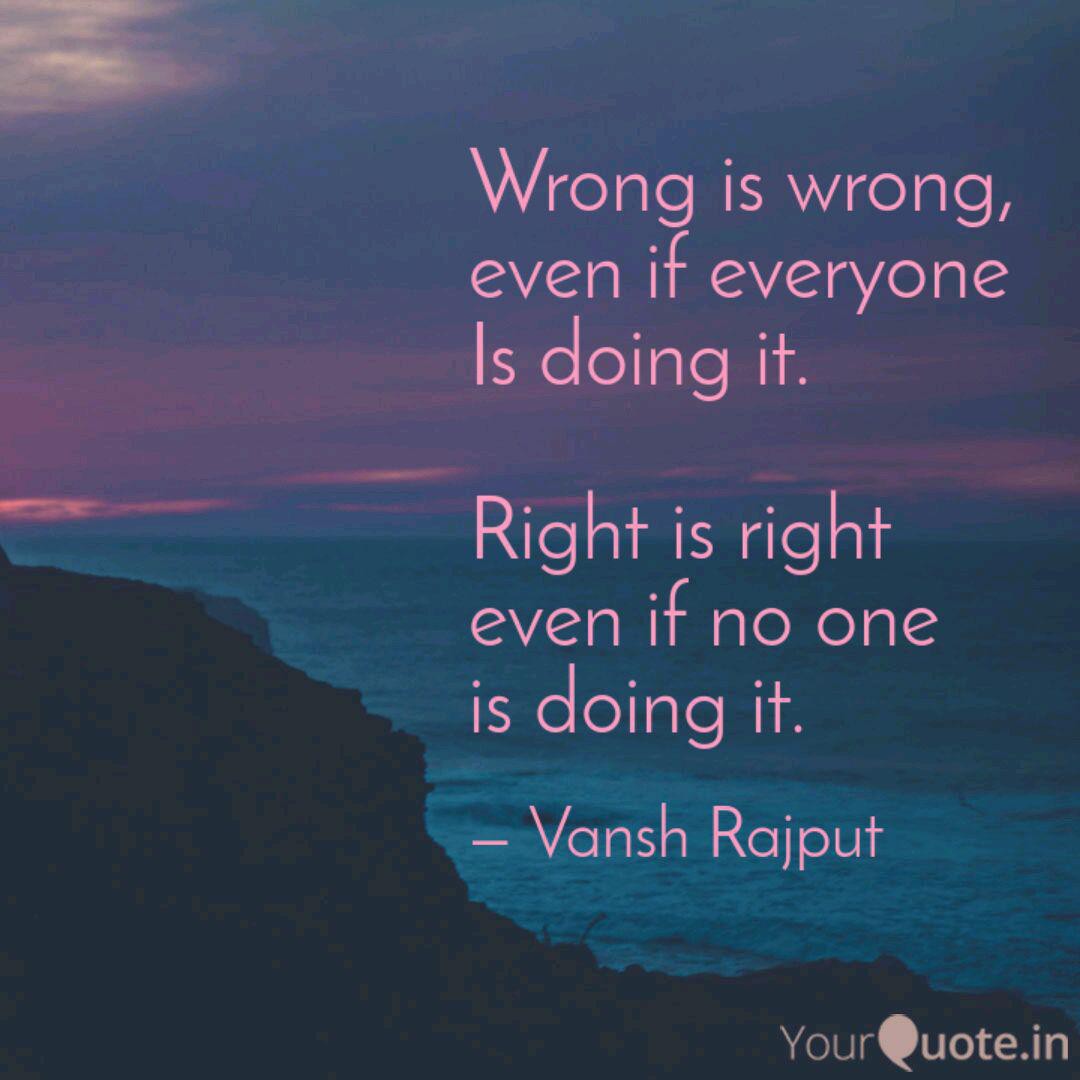 Wrong is wrong,
even if everyone
Is doing it.
Right is right
even if no one
is doing it.
– Vansh Rajput
YourQuote.in